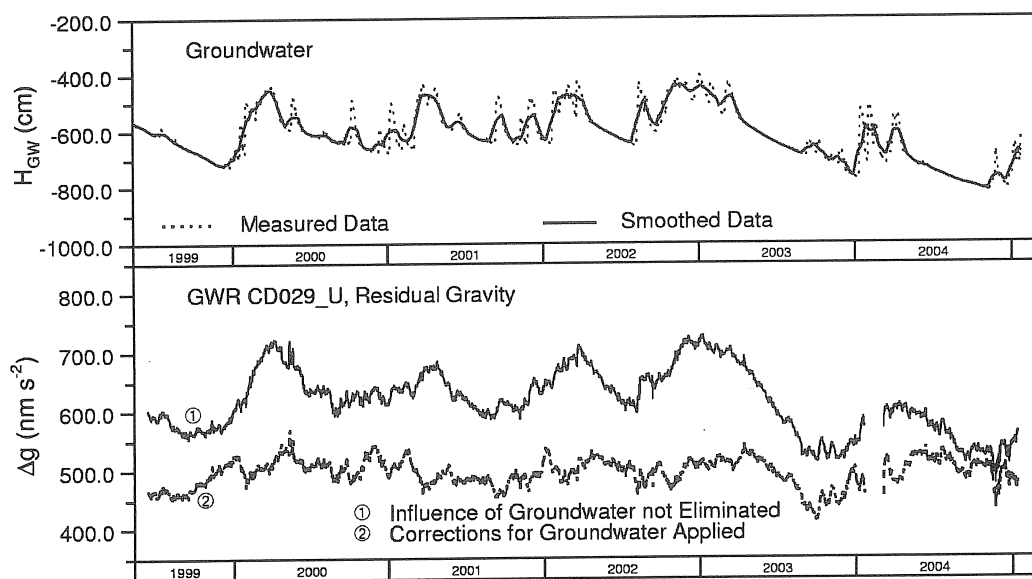 -200.0
Groundwater
-400.0
-600.0
-800.0
-1000.0
H_GW (cm)
Measured Data
Smoothed Data
1999 2000 2001 2002 2003 2004
GWR CD029_U, Residual Gravity
800.0
700.0
600.0
500.0
400.0
Δg (nm s⁻²)
①
②
① Influence of Groundwater not Eliminated
② Corrections for Groundwater Applied
1999 2000 2001 2002 2003 2004